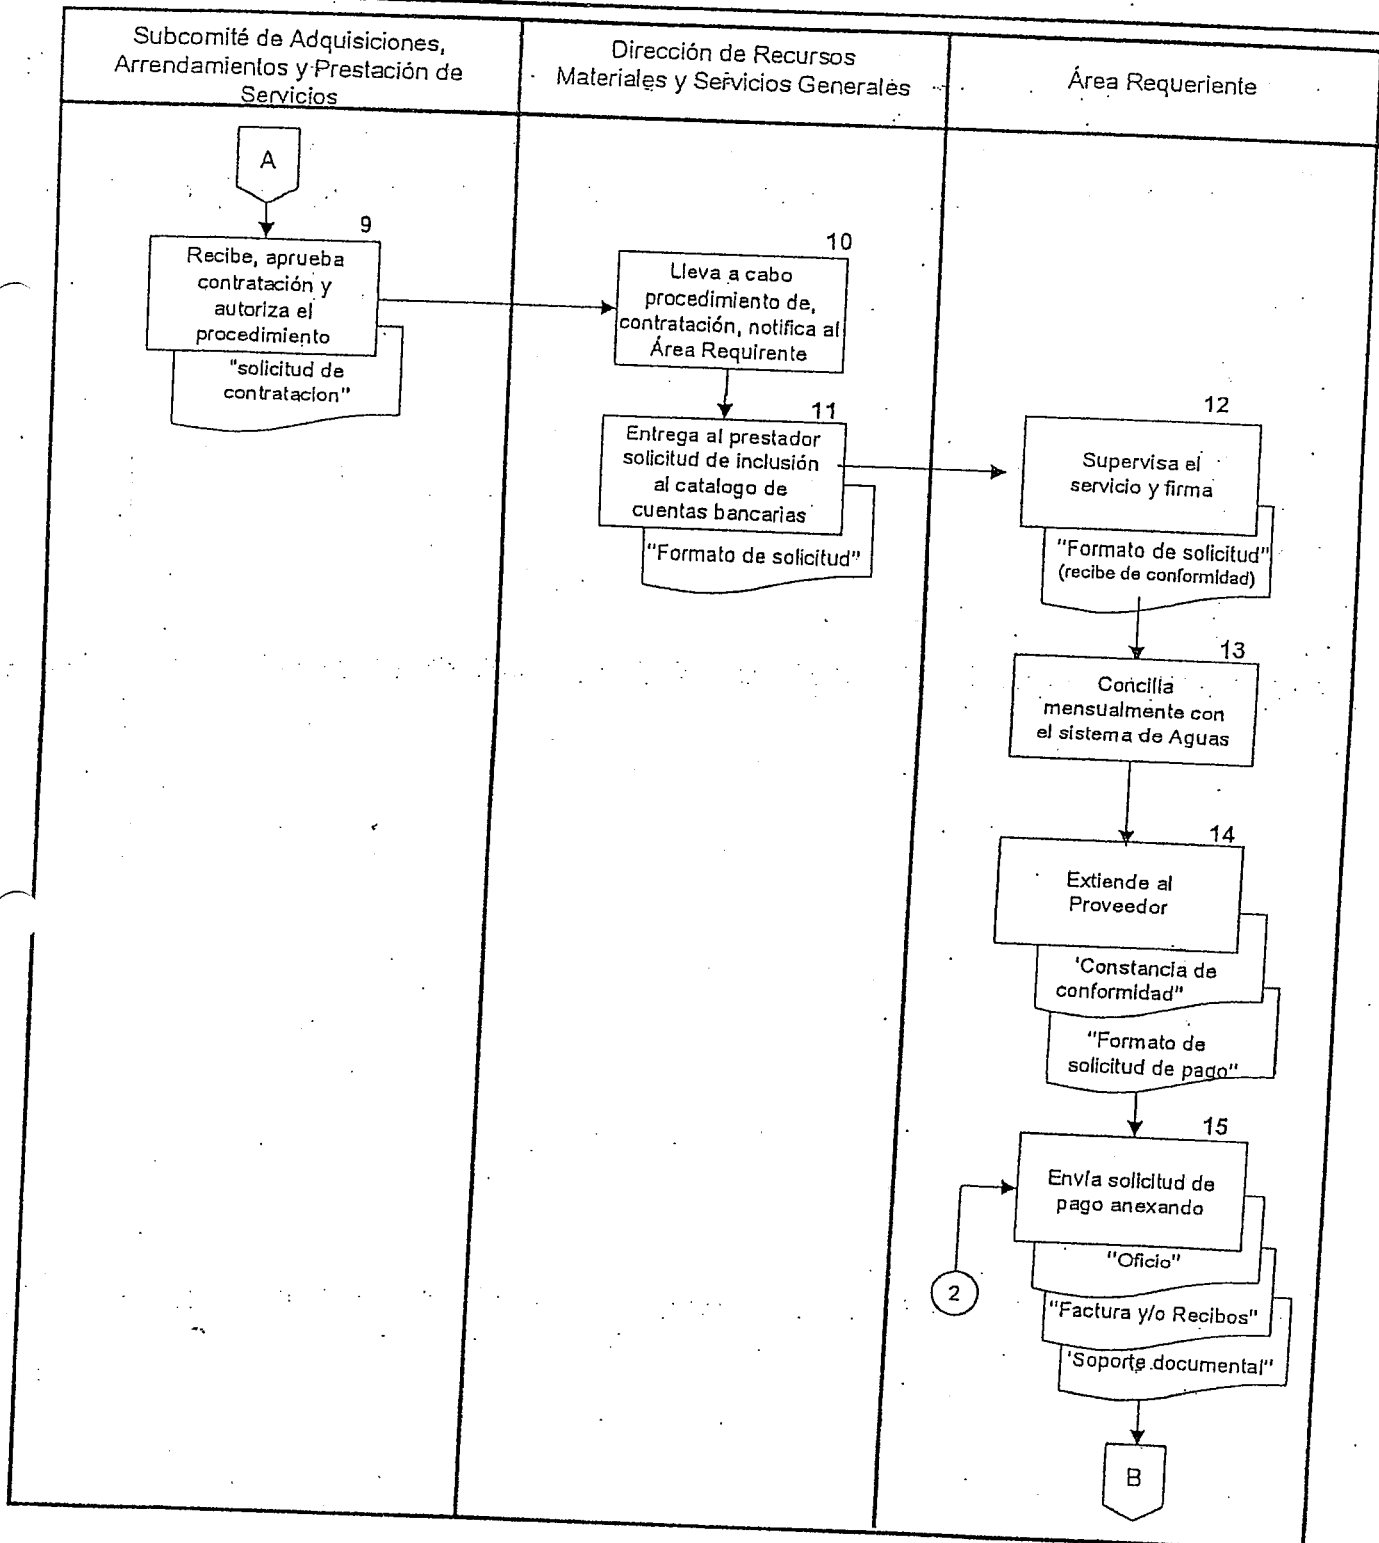 Subcomité de Adquisiciones,
Arrendamientos y Prestación de
Servicios
Dirección de Recursos
Materiales y Servicios Generales
Área Requeriente
A
9
Recibe, aprueba
contratación y
autoriza el
procedimiento
"solicitud de
contratacion"
10
Lleva a cabo
procedimiento de,
contratación, notifica al
Área Requirente
11
Entrega al prestador
solicitud de inclusión
al catalogo de
cuentas bancarias
"Formato de solicitud"
12
Supervisa el
servicio y firma
"Formato de solicitud"
(recibe de conformidad)
13
Concilia
mensualmente con
el sistema de Aguas
14
Extiende al
Proveedor
'Constancia de
conformidad"
"Formato de
solicitud de pago"
15
Envía solicitud de
pago anexando
"Oficio"
2
"Factura y/o Recibos"
'Soporte documental"
B